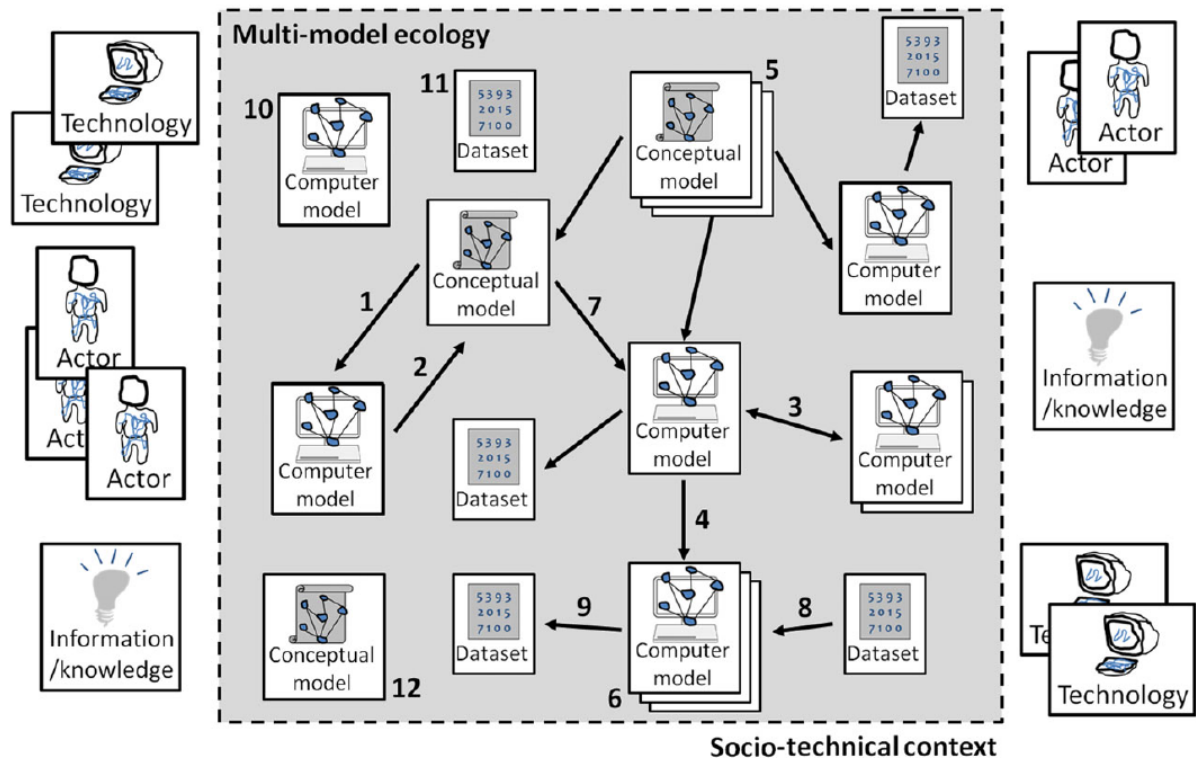 Multi-model ecology
Technology
Technology
Actor
Actor
Actor
Information
/knowledge
10
Computer
model
11
5393
2015
7100
Dataset
5
Conceptual
model
5393
2015
7100
Dataset
Conceptual
model
Computer
model
1
2
7
Computer
model
5393
2015
7100
Dataset
Computer
model
3
Computer
model
4
Conceptual
model
12
5393
2015
7100
Dataset
9
Computer
model
6
8
5393
2015
7100
Dataset
Actor
Actor
Information
/knowledge
Te
Technology
Socio-technical context